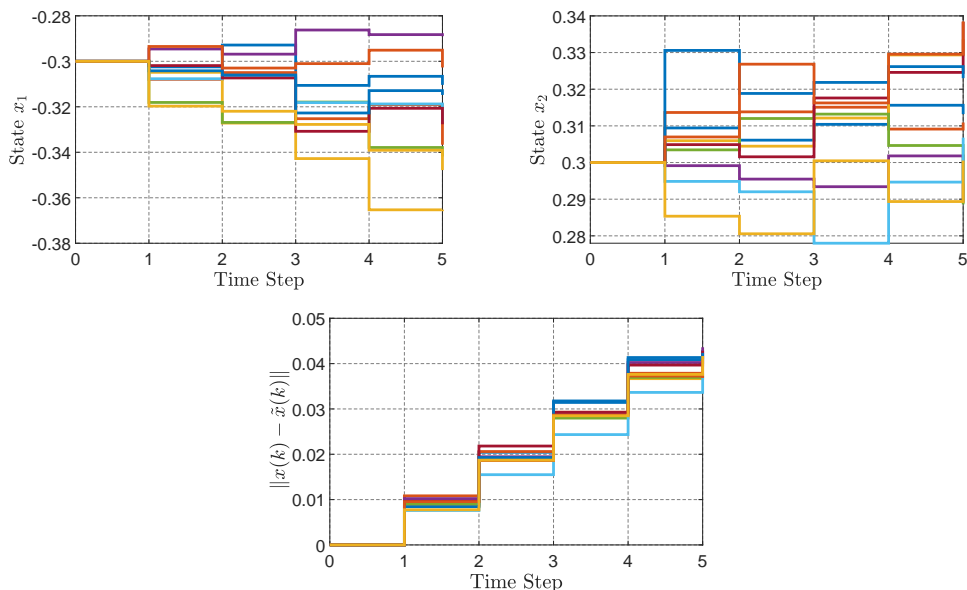 -0.28
-0.3
-0.32
-0.34
-0.36
-0.38
State x₁
0 1 2 3 4 5
Time Step
0.34
0.33
0.32
0.31
0.3
0.29
0.28
State x₂
0 1 2 3 4 5
Time Step
0.05
0.04
0.03
0.02
0.01
0
‖x(k) − x̃(k)‖
0 1 2 3 4 5
Time Step